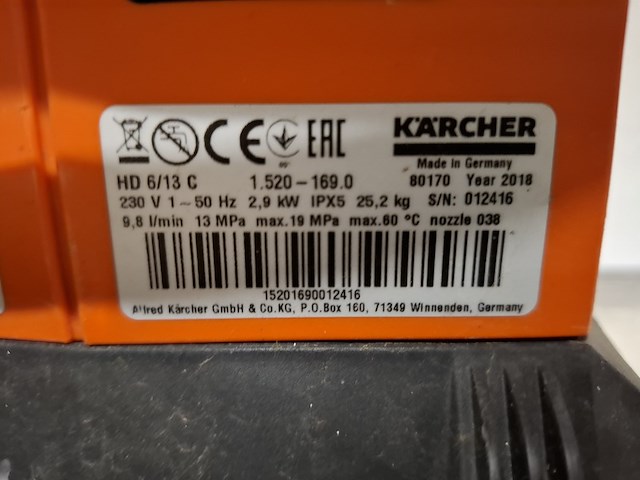 CE EAC KÄRCHER
Made in Germany
HD 6/13 C 1.520-169.0 80170 Year 2018
230 V 1~50 Hz 2,9 kW IPX5 25,2 kg S/N: 012416
9,8 l/min 13 MPa max.19 MPa max.60 °C nozzle 038
15201690012416
Alfred Kärcher GmbH & Co.KG, P.O.Box 160, 71349 Winnenden, Germany